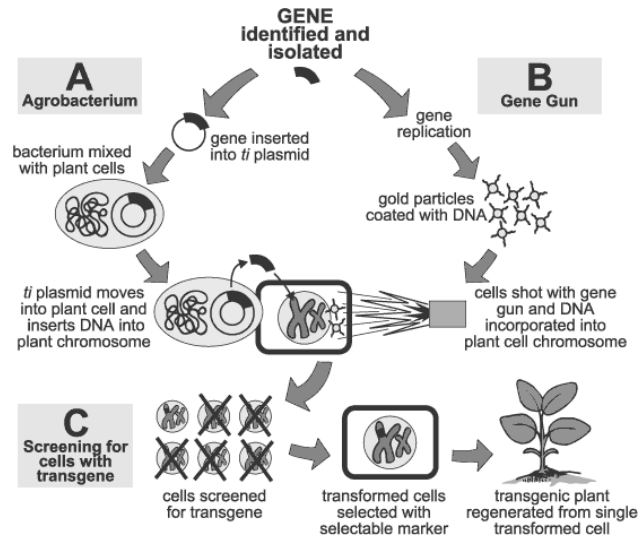 GENE
identified and
isolated
A
Agrobacterium
B
Gene Gun
gene inserted
into ti plasmid
gene
replication
bacterium mixed
with plant cells
gold particles
coated with DNA
ti plasmid moves
into plant cell and
inserts DNA into
plant chromosome
cells shot with gene
gun and DNA
incorporated into
plant cell chromosome
C
Screening for
cells with
transgene
cells screened
for transgene
transformed cells
selected with
selectable marker
transgenic plant
regenerated from single
transformed cell